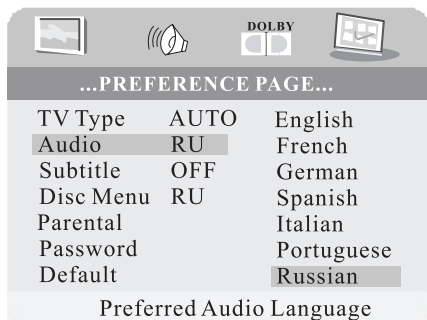 DOLBY
...PREFERENCE PAGE...
TV Type AUTO English
Audio RU French
Subtitle OFF German
Disc Menu RU Spanish
Parental Italian
Password Portuguese
Default Russian
Preferred Audio Language